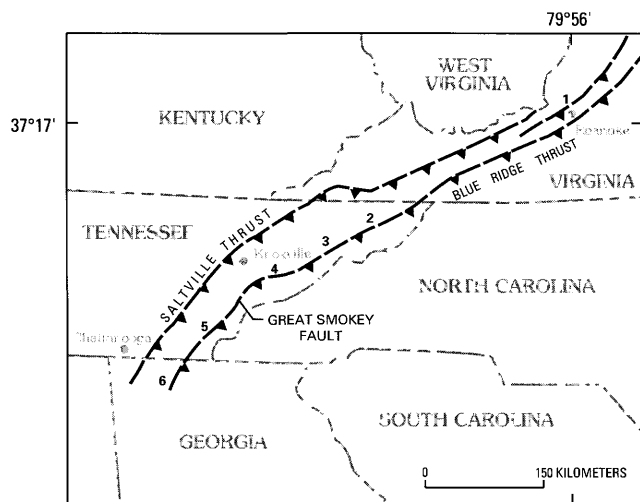 79°56'
WEST
VIRGINIA
KENTUCKY
1
37°17'
Roanoke
BLUE RIDGE THRUST
VIRGINIA
SALTVILLE THRUST
TENNESSEE
2
3
Knoxville
4
NORTH CAROLINA
GREAT SMOKEY
FAULT
5
Chattanooga
6
SOUTH CAROLINA
GEORGIA
0
150 KILOMETERS